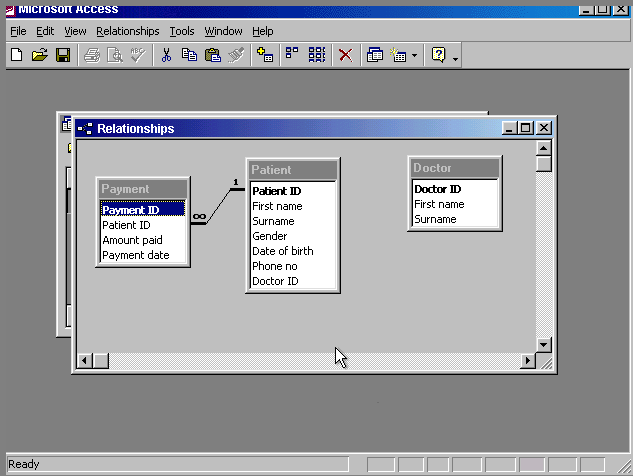 Microsoft Access
File Edit View Relationships Tools Window Help
Relationships
Payment
Payment ID
Patient ID
Amount paid
Payment date
∞
1
Patient
Patient ID
First name
Surname
Gender
Date of birth
Phone no
Doctor ID
Doctor
Doctor ID
First name
Surname
Ready